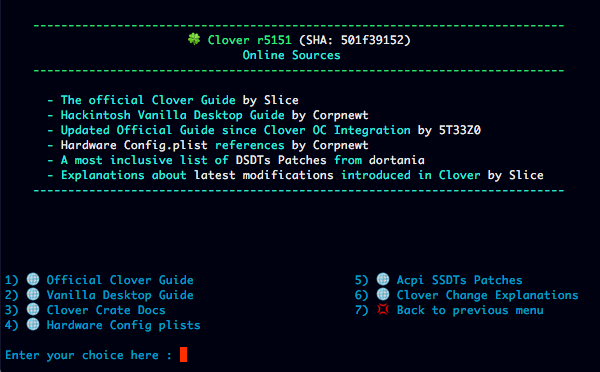 Clover r5151 (SHA: 501f39152)
Online Sources
- The official Clover Guide by Slice
- Hackintosh Vanilla Desktop Guide by Corpnewt
- Updated Official Guide since Clover OC Integration by 5T33Z0
- Hardware Config.plist references by Corpnewt
- A most inclusive list of DSDTs Patches from dortania
- Explanations about latest modifications introduced in Clover by Slice
1) Official Clover Guide
2) Vanilla Desktop Guide
3) Clover Crate Docs
4) Hardware Config plists
5) Acpi SSDTs Patches
6) Clover Change Explanations
7) Back to previous menu
Enter your choice here :